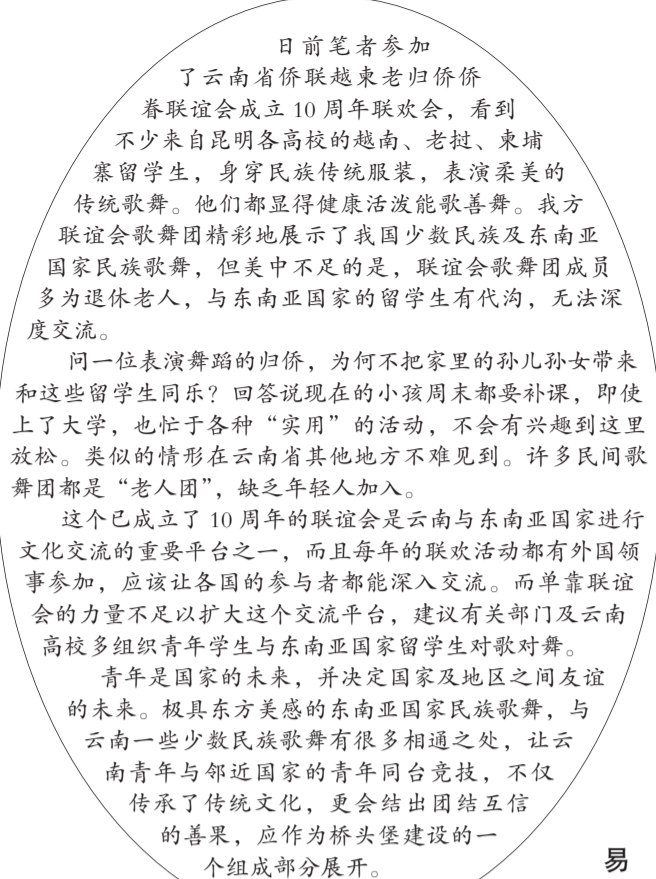 日前笔者参加
了云南省侨联越柬老归侨侨
眷联谊会成立 10 周年联欢会，看到
不少来自昆明各高校的越南、老挝、柬埔
寨留学生，身穿民族传统服装，表演柔美的
传统歌舞。他们都显得健康活泼能歌善舞。我方
联谊会歌舞团精彩地展示了我国少数民族及东南亚
国家民族歌舞，但美中不足的是，联谊会歌舞团成员
多为退休老人，与东南亚国家的留学生有代沟，无法深
度交流。
问一位表演舞蹈的归侨，为何不把家里的孙儿孙女带来
和这些留学生同乐？回答说现在的小孩周末都要补课，即使
上了大学，也忙于各种“实用”的活动，不会有兴趣到这里
放松。类似的情形在云南省其他地方不难见到。许多民间歌
舞团都是“老人团”，缺乏年轻人加入。
这个已成立了 10 周年的联谊会是云南与东南亚国家进行
文化交流的重要平台之一，而且每年的联欢活动都有外国领
事参加，应该让各国的参与者都能深入交流。而单靠联谊
会的力量不足以扩大这个交流平台，建议有关部门及云南
高校多组织青年学生与东南亚国家留学生对歌对舞。
青年是国家的未来，并决定国家及地区之间友谊
的未来。极具东方美感的东南亚国家民族歌舞，与
云南一些少数民族歌舞有很多相通之处，让云
南青年与邻近国家的青年同台竞技，不仅
传承了传统文化，更会结出团结互信
的善果，应作为桥头堡建设的一
个组成部分展开。
易